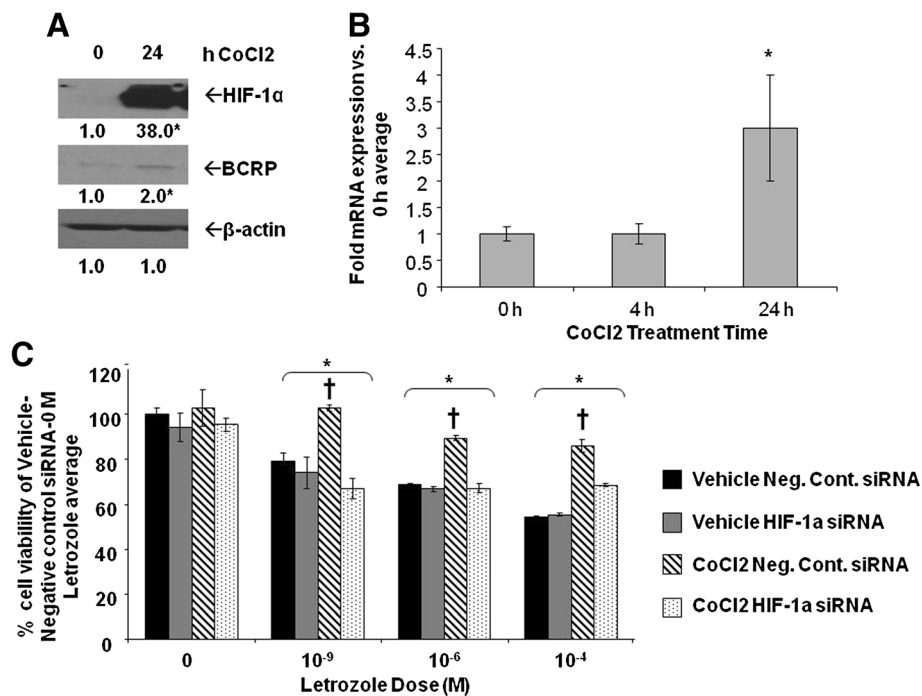 A
0 24 h CoCl2
←HIF-1α
1.0 38.0*
←BCRP
1.0 2.0*
←β-actin
1.0 1.0
B
Fold mRNA expression vs.
0 h average
4.5
4
3.5
3
2.5
2
1.5
1
0.5
0
*
0 h 4 h 24 h
CoCl2 Treatment Time
C
% cell viability of Vehicle-
Negative control siRNA-0 M
Letrozole average
120
100
80
60
40
20
0
* * *
† † †
0 10-9 10-6 10-4
Letrozole Dose (M)
Vehicle Neg. Cont. siRNA
Vehicle HIF-1a siRNA
CoCl2 Neg. Cont. siRNA
CoCl2 HIF-1a siRNA